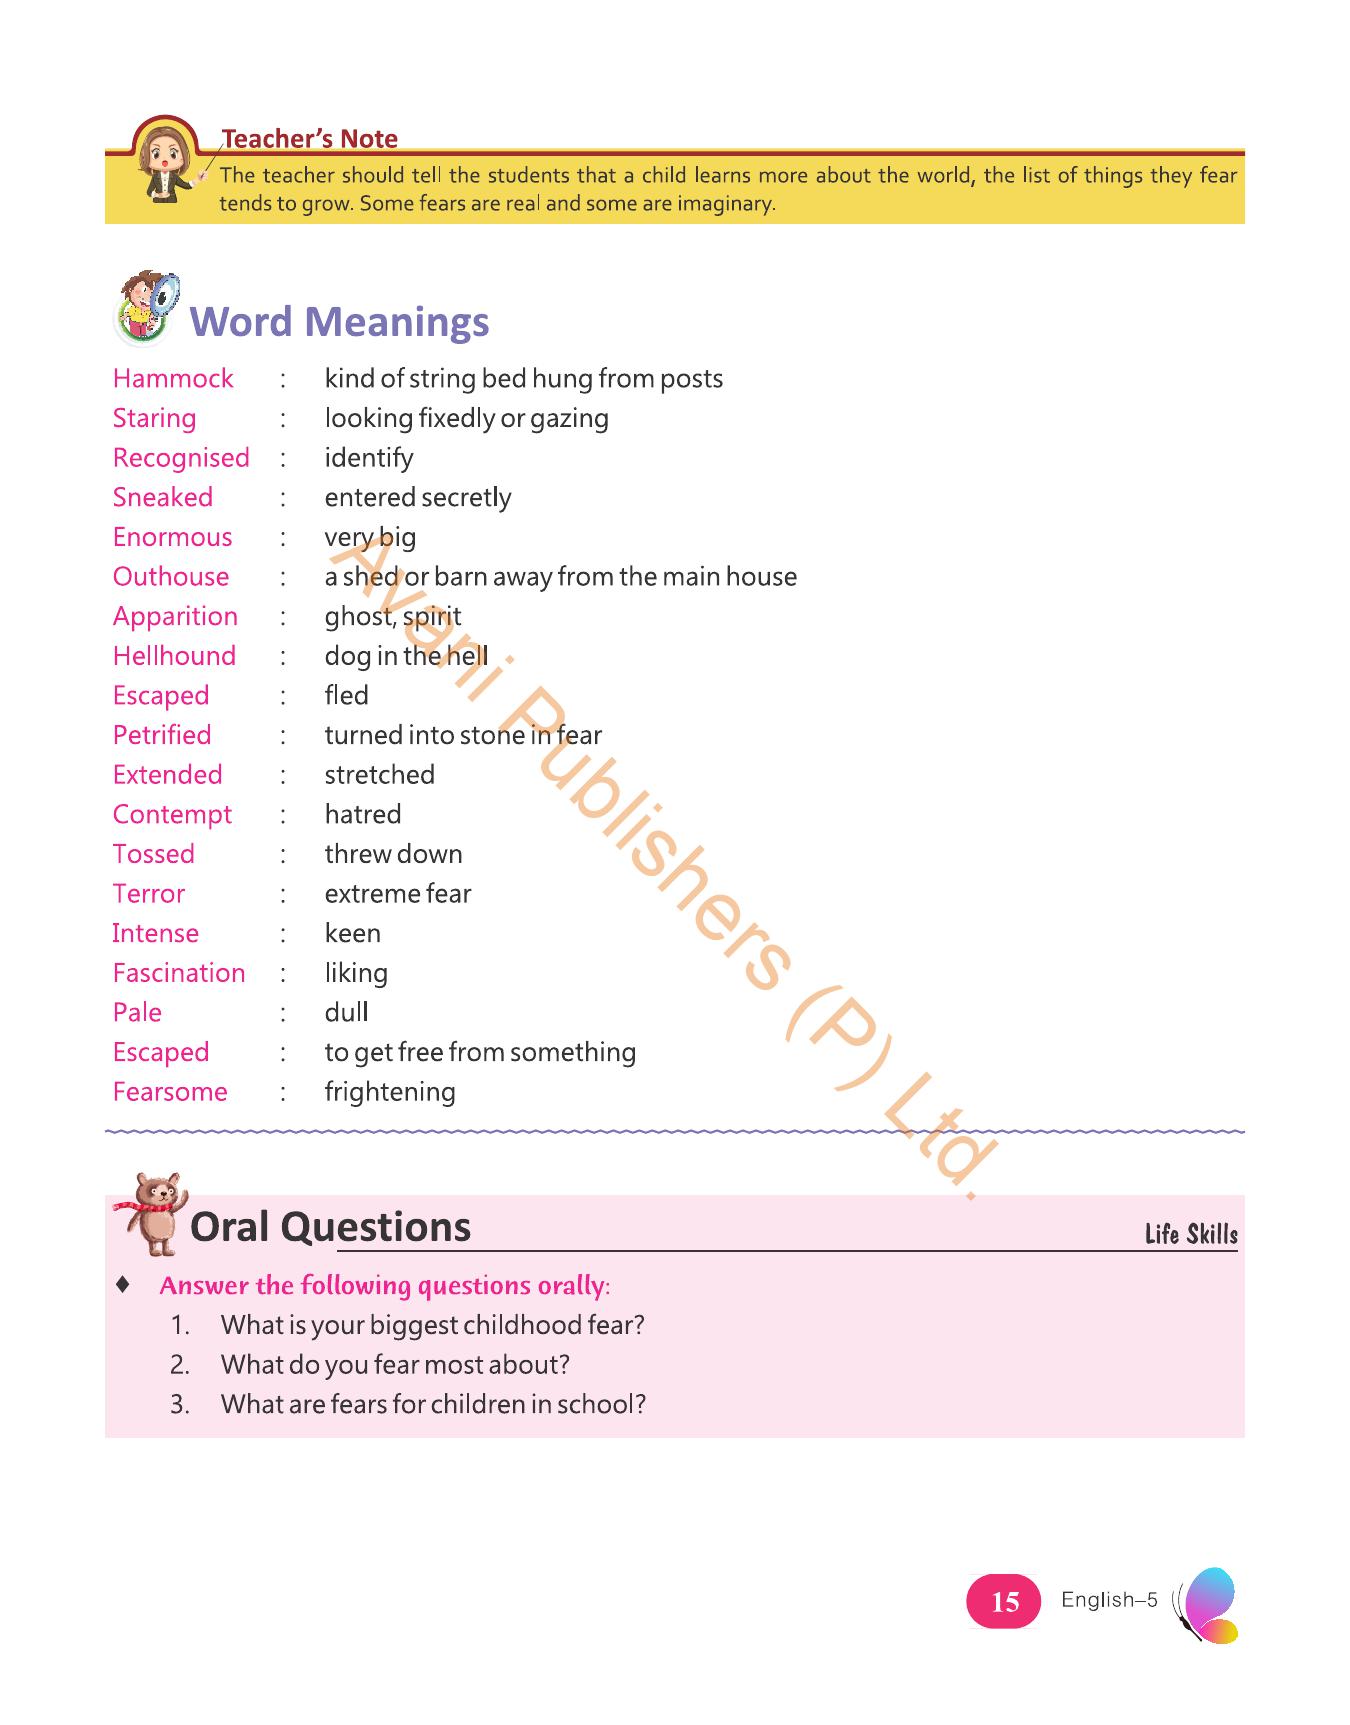 Teacher's Note
The teacher should tell the students that a child learns more about the world, the list of things they fear
tends to grow. Some fears are real and some are imaginary.
Word Meanings
Hammock : kind of string bed hung from posts
Staring : looking fixedly or gazing
Recognised : identify
Sneaked : entered secretly
Enormous : very big
Outhouse : a shed or barn away from the main house
Apparition : ghost, spirit
Hellhound : dog in the hell
Escaped : fled
Petrified : turned into stone in fear
Extended : stretched
Contempt : hatred
Tossed : threw down
Terror : extreme fear
Intense : keen
Fascination : liking
Pale : dull
Escaped : to get free from something
Fearsome : frightening
Avani Publishers (P) Ltd.
Oral Questions
Life Skills
♦ Answer the following questions orally:
1. What is your biggest childhood fear?
2. What do you fear most about?
3. What are fears for children in school?
15 English–5